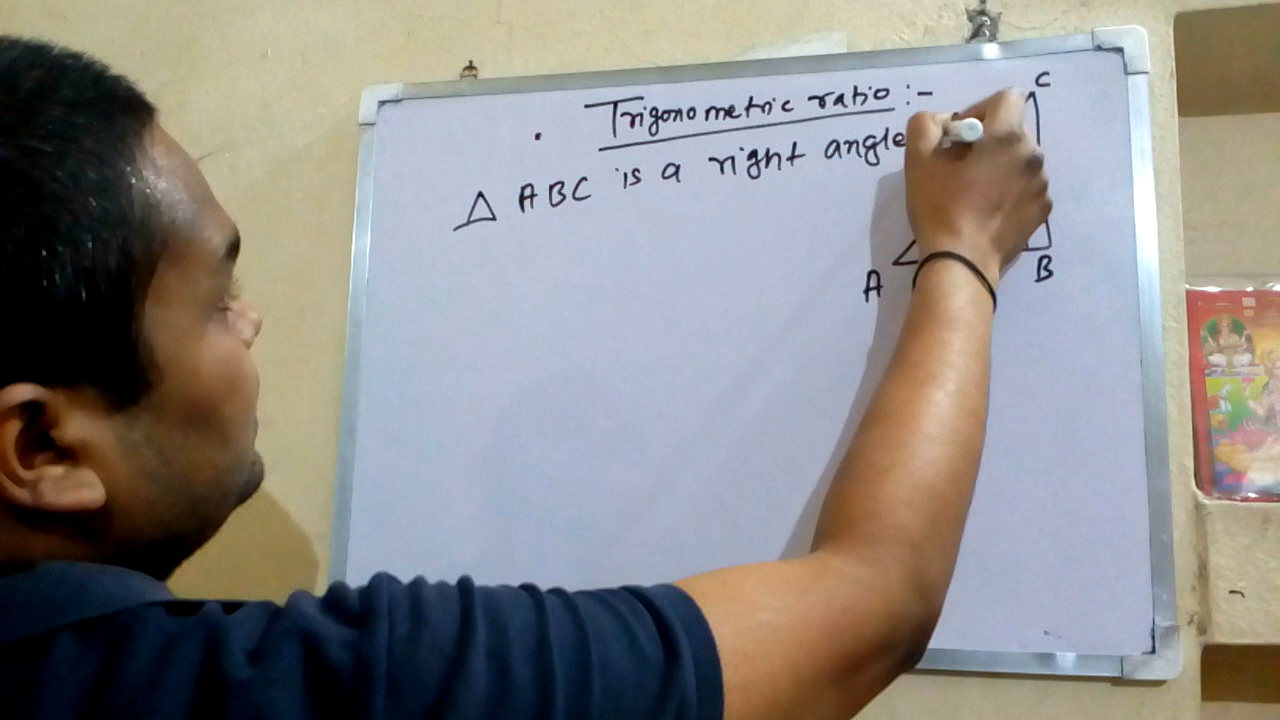 Trigonometric ratio :-
C
△ ABC is a right angle
A
B